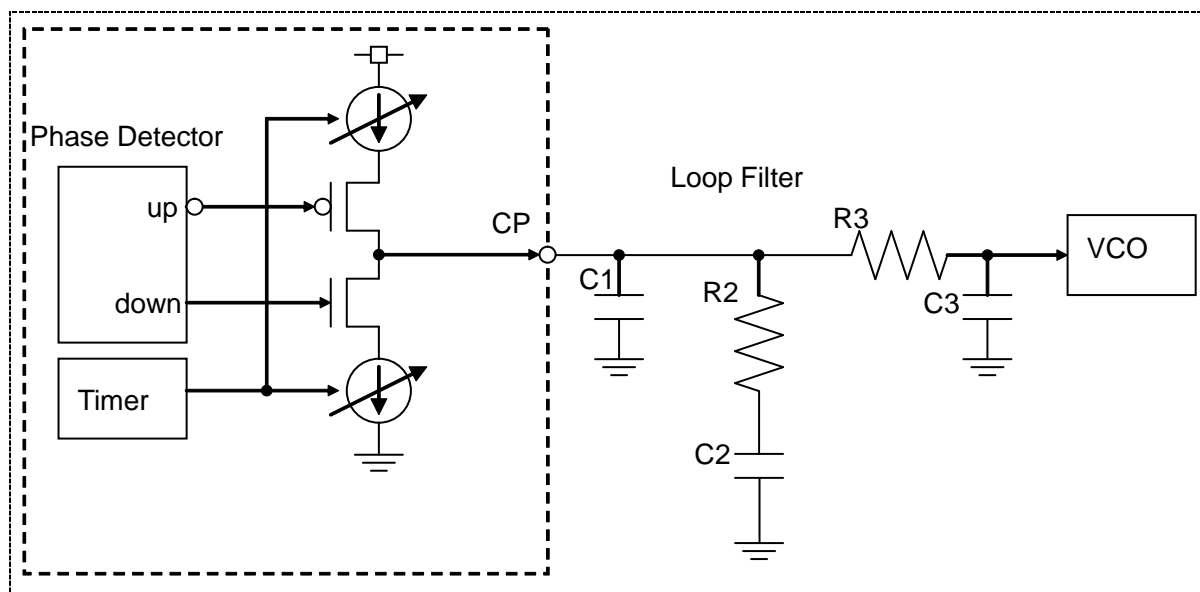 Phase Detector
up
down
Timer
CP
Loop Filter
C1
R2
C2
R3
C3
VCO